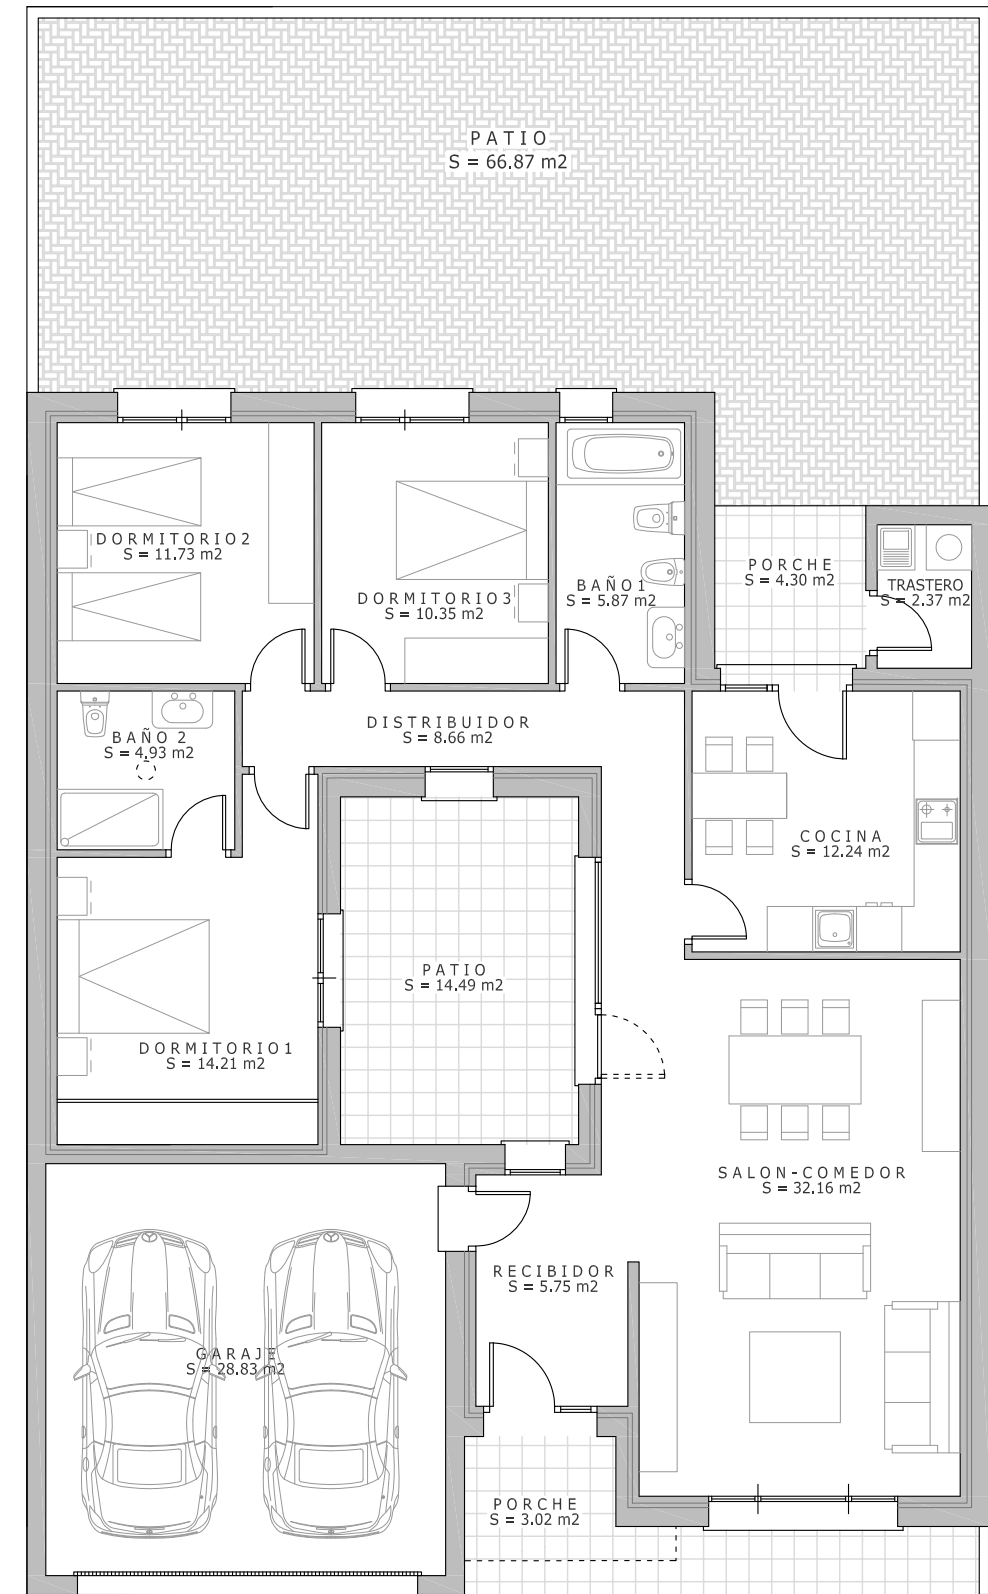 PATIO
S = 66.87 m2
DORMITORIO 2
S = 11.73 m2
DORMITORIO 3
S = 10.35 m2
BAÑO 1
S = 5.87 m2
PORCHE
S = 4.30 m2
TRASTERO
S = 2.37 m2
BAÑO 2
S = 4.93 m2
DISTRIBUIDOR
S = 8.66 m2
COCINA
S = 12.24 m2
PATIO
S = 14.49 m2
DORMITORIO 1
S = 14.21 m2
SALON-COMEDOR
S = 32.16 m2
RECIBIDOR
S = 5.75 m2
GARAJE
S = 28.83 m2
PORCHE
S = 3.02 m2